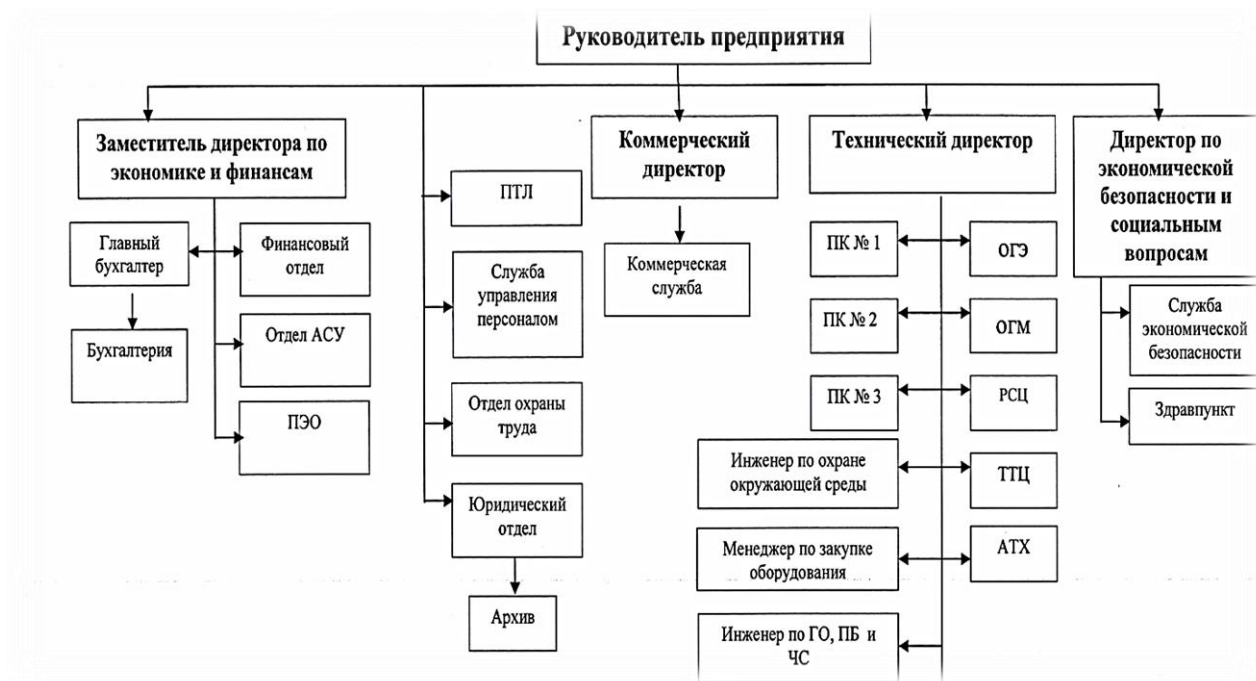 Руководитель предприятия
Заместитель директора по
экономике и финансам
Главный
бухгалтер
Бухгалтерия
Финансовый
отдел
Отдел АСУ
ПЭО
ПТЛ
Служба
управления
персоналом
Отдел охраны
труда
Юридический
отдел
Архив
Коммерческий
директор
Коммерческая
служба
Технический директор
ПК № 1
ОГЭ
ПК № 2
ОГМ
ПК № 3
РСЦ
Инженер по охране
окружающей среды
ТТЦ
Менеджер по закупке
оборудования
АТХ
Инженер по ГО, ПБ и
ЧС
Директор по
экономической
безопасности и
социальным
вопросам
Служба
экономической
безопасности
Здравпункт